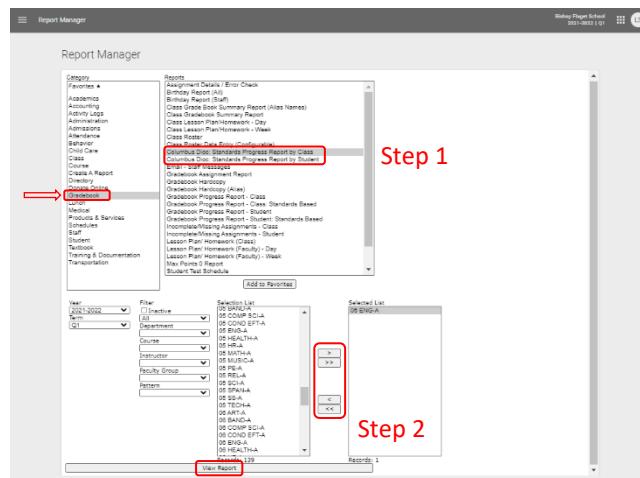 Report Manager
Bishop Flaget School
2021-2022 | Q1
Report Manager
Category
Favorites ▲
Academics
Accounting
Activity Logs
Administration
Admissions
Attendance
Behavior
Child Care
Class
Course
Create A Report
Directory
Donate Online
Gradebook
Lunch
Medical
Products & Services
Schedules
Staff
Student
Textbook
Training & Documentation
Transportation
Reports
Assignment Details / Error Check
Birthday Report (All)
Birthday Report (Staff)
Class Grade Book Summary Report (Alias Names)
Class Gradebook Summary Report
Class Lesson Plan/Homework - Day
Class Lesson Plan/Homework - Week
Class Roster
Class Roster Data Entry (Configurable)
Columbus Dioc: Standards Progress Report by Class
Columbus Dioc: Standards Progress Report by Student
Email - Staff Messages
Gradebook Assignment Report
Gradebook Hardcopy
Gradebook Hardcopy (Alias)
Gradebook Progress Report - Class
Gradebook Progress Report - Class: Standards Based
Gradebook Progress Report - Student
Gradebook Progress Report - Student: Standards Based
Incomplete/Missing Assignments - Class
Incomplete/Missing Assignments - Student
Lesson Plan/ Homework (Class)
Lesson Plan/ Homework (Faculty) - Day
Lesson Plan/ Homework (Faculty) - Week
Max Points 0 Report
Student Test Schedule
Step 1
Add to Favorites
Year
2021-2022
Term
Q1
Filter
Inactive
All
Department
Course
Instructor
Faculty Group
Pattern
Selection List
05 BAND-A
05 COMP SCI-A
05 COND EFT-A
05 ENG-A
05 HEALTH-A
05 HR-A
05 MATH-A
05 MUSIC-A
05 PE-A
05 REL-A
05 SCI-A
05 SPAN-A
05 SS-A
05 TECH-A
06 ART-A
06 BAND-A
06 COMP SCI-A
06 COND EFT-A
06 ENG-A
06 HEALTH-A
Records: 139
>
>>
<
<<
Selected List
05 ENG-A
Step 2
Records: 1
View Report